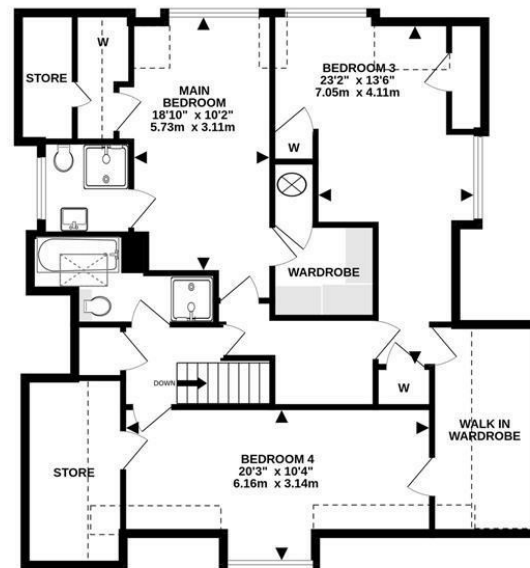 W
STORE
MAIN
BEDROOM
18'10" x 10'2"
5.73m x 3.11m
BEDROOM 3
23'2" x 13'6"
7.05m x 4.11m
W
WARDROBE
DOWN
W
WALK IN
WARDROBE
STORE
BEDROOM 4
20'3" x 10'4"
6.16m x 3.14m